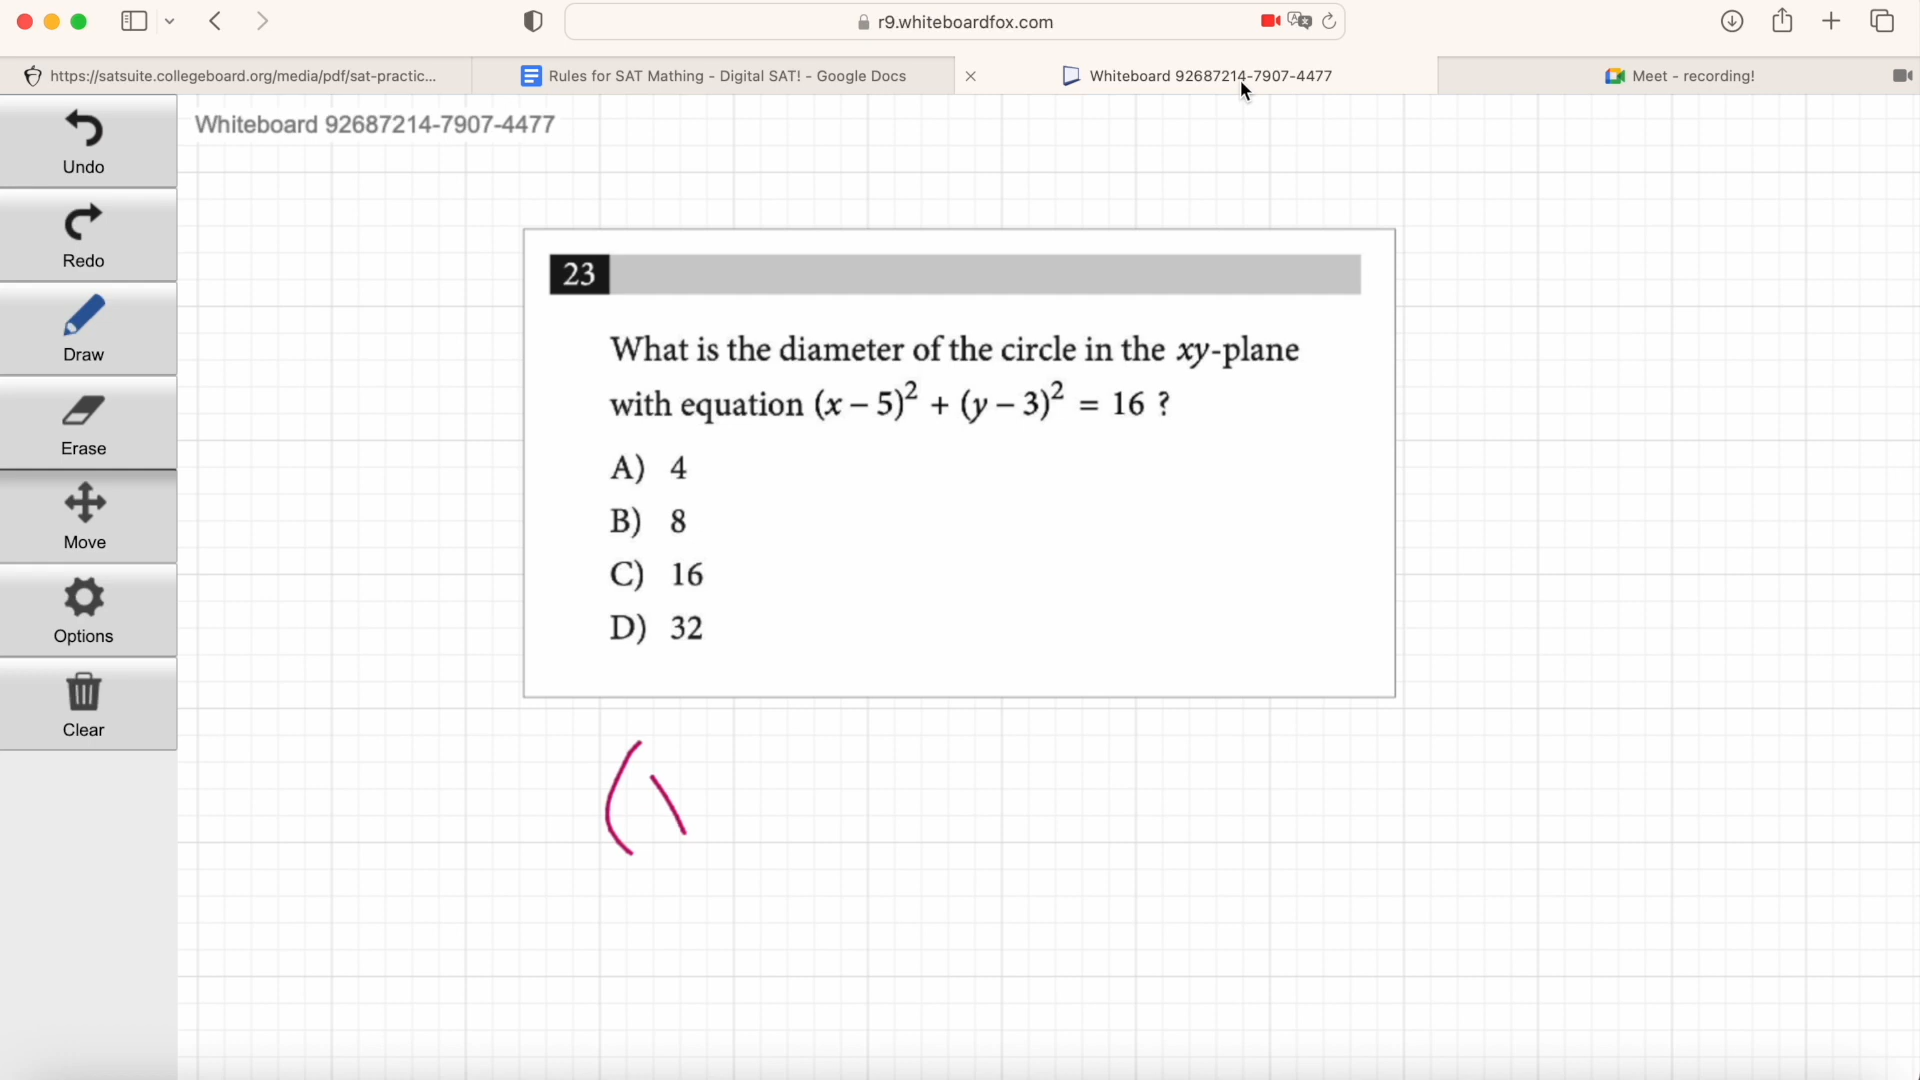 r9.whiteboardfox.com
https://satsuite.collegeboard.org/media/pdf/sat-practic...
Rules for SAT Mathing - Digital SAT! - Google Docs
Whiteboard 92687214-7907-4477
Meet - recording!
Undo
Redo
Draw
Erase
Move
Options
Clear
Whiteboard 92687214-7907-4477
23
What is the diameter of the circle in the xy-plane
with equation (x – 5)² + (y – 3)² = 16 ?
A) 4
B) 8
C) 16
D) 32
(